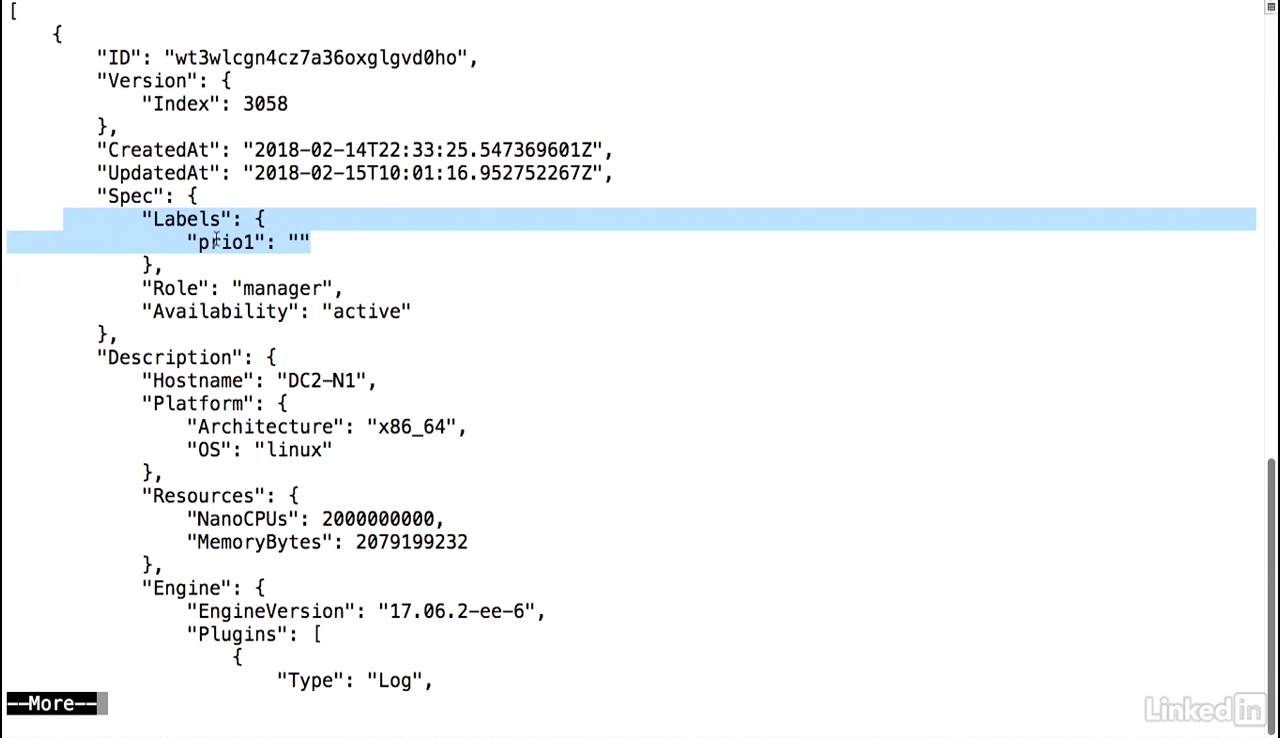 [
    {
        "ID": "wt3wlcgn4cz7a36oxglgvd0ho",
        "Version": {
            "Index": 3058
        },
        "CreatedAt": "2018-02-14T22:33:25.547369601Z",
        "UpdatedAt": "2018-02-15T10:01:16.952752267Z",
        "Spec": {
            "Labels": {
                "prio1": ""
            },
            "Role": "manager",
            "Availability": "active"
        },
        "Description": {
            "Hostname": "DC2-N1",
            "Platform": {
                "Architecture": "x86_64",
                "OS": "linux"
            },
            "Resources": {
                "NanoCPUs": 2000000000,
                "MemoryBytes": 2079199232
            },
            "Engine": {
                "EngineVersion": "17.06.2-ee-6",
                "Plugins": [
                    {
                        "Type": "Log",
--More--
LinkedIn